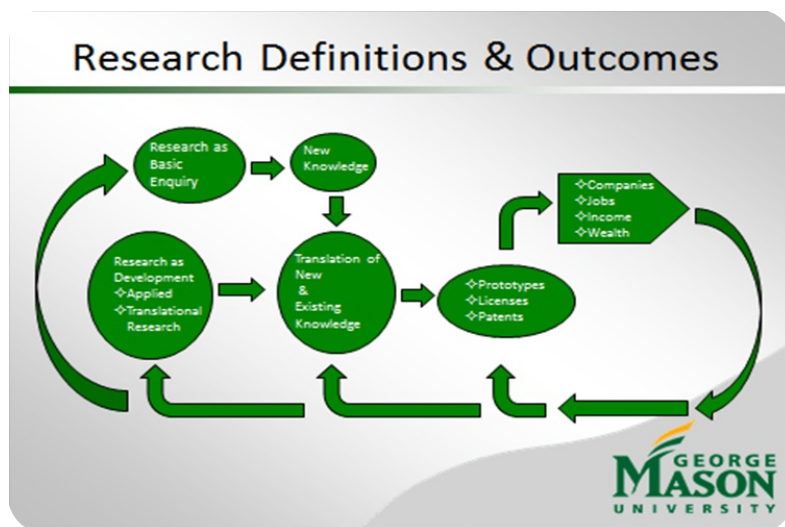 Research Definitions & Outcomes
Research as
Basic
Enquiry
New
Knowledge
✧Companies
✧Jobs
✧Income
✧Wealth
Research as
Development
✧Applied
✧Translational
Research
Translation of
New
&
Existing
Knowledge
✧Prototypes
✧Licenses
✧Patents
GEORGE
MASON
UNIVERSITY